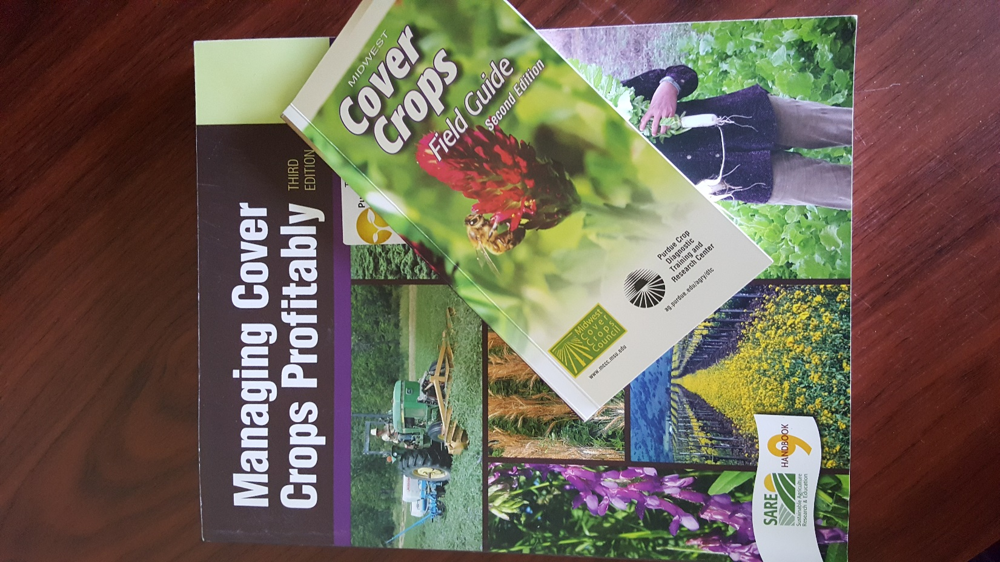 Managing Cover
Crops Profitably
THIRD
EDITION
MIDWEST
Cover
Crops
Field Guide
Second Edition
Midwest
Cover
Crops
Council
www.mccc.msu.edu
Purdue Crop
Diagnostic
Training and
Research Center
ag.purdue.edu/agry/dtc
SARE
Sustainable Agriculture
Research & Education
HANDBOOK
9